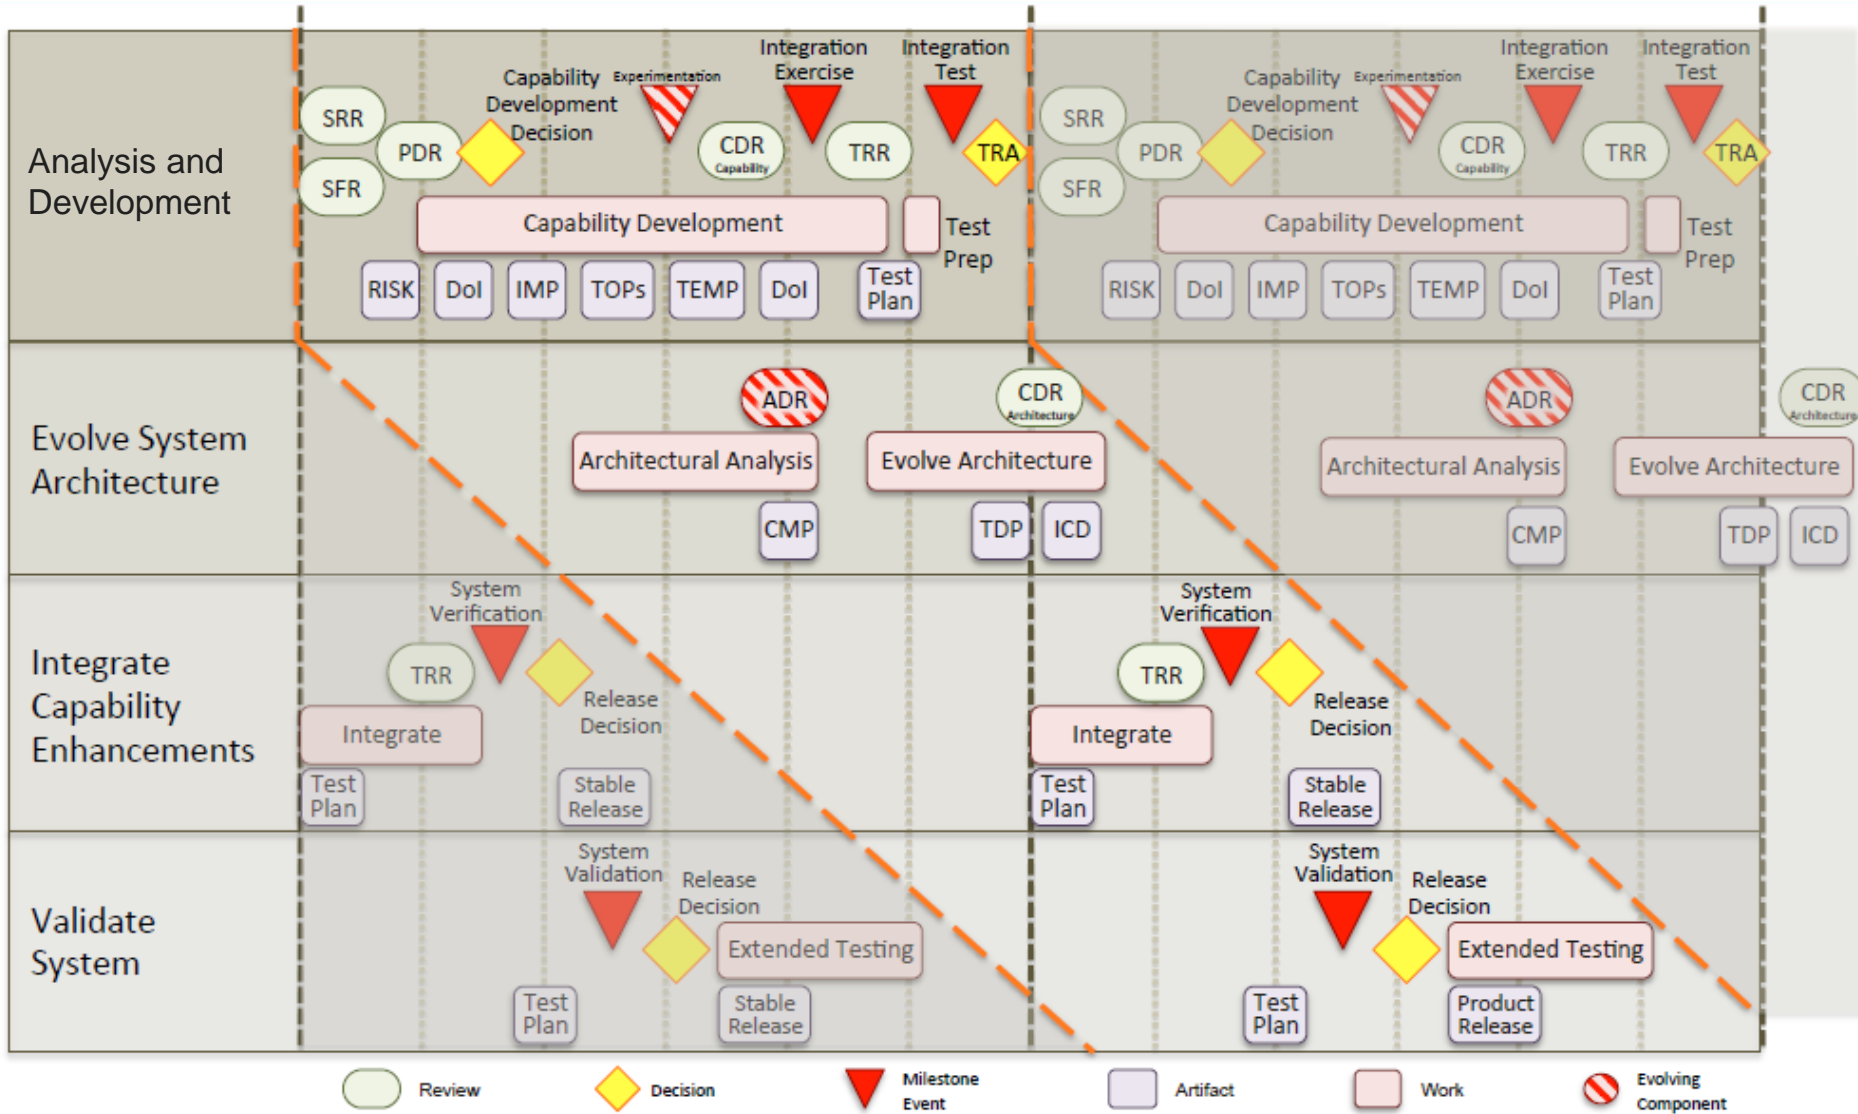 Analysis and
Development
SRR
SFR
PDR
Capability
Development
Decision
Experimentation
CDR
Capability
Integration
Exercise
TRR
Integration
Test
TRA
Capability Development
Test
Prep
RISK
DoI
IMP
TOPs
TEMP
DoI
Test
Plan
SRR
SFR
PDR
Capability
Development
Decision
Experimentation
CDR
Capability
Integration
Exercise
TRR
Integration
Test
TRA
Capability Development
Test
Prep
RISK
DoI
IMP
TOPs
TEMP
DoI
Test
Plan
Evolve System
Architecture
ADR
CDR
Architecture
Architectural Analysis
Evolve Architecture
CMP
TDP
ICD
ADR
CDR
Architecture
Architectural Analysis
Evolve Architecture
CMP
TDP
ICD
Integrate
Capability
Enhancements
System
Verification
TRR
Release
Decision
Integrate
Test
Plan
Stable
Release
System
Verification
TRR
Release
Decision
Integrate
Test
Plan
Stable
Release
Validate
System
System
Validation
Release
Decision
Extended Testing
Test
Plan
Stable
Release
System
Validation
Release
Decision
Extended Testing
Test
Plan
Product
Release
Review
Decision
Milestone
Event
Artifact
Work
Evolving
Component